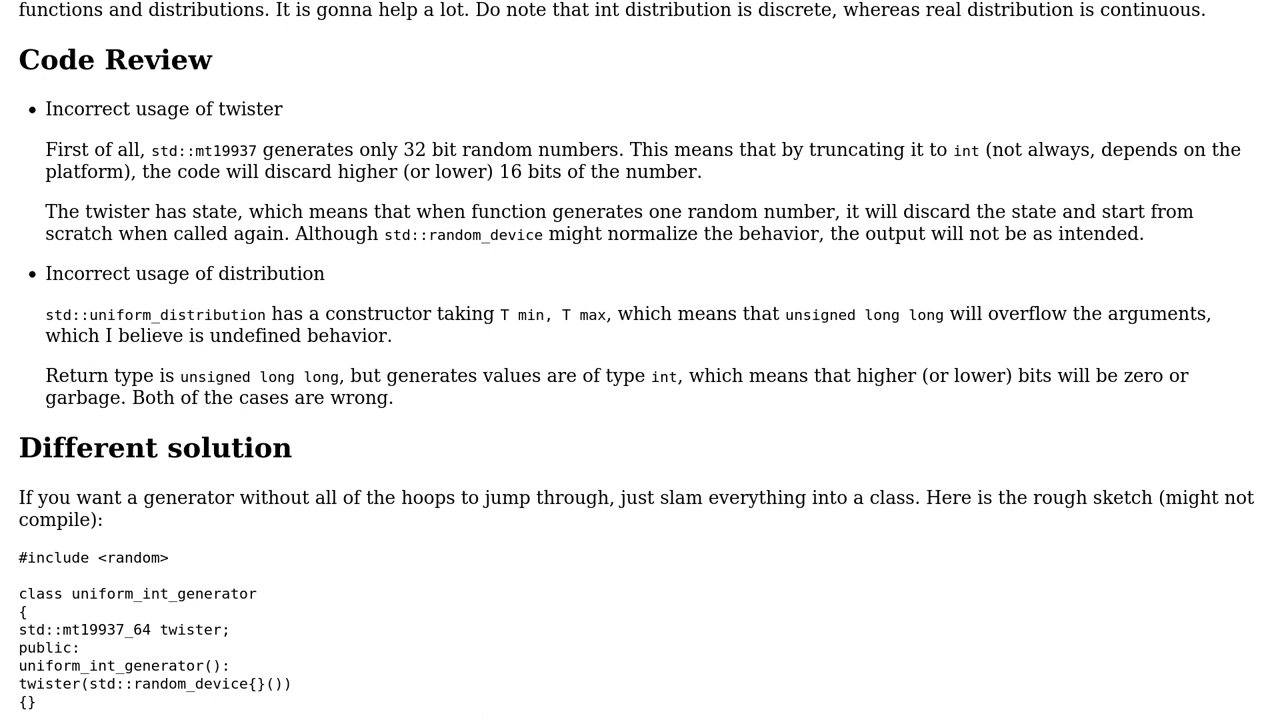 functions and distributions. It is gonna help a lot. Do note that int distribution is discrete, whereas real distribution is continuous.
Code Review
• Incorrect usage of twister
First of all, std::mt19937 generates only 32 bit random numbers. This means that by truncating it to int (not always, depends on the
platform), the code will discard higher (or lower) 16 bits of the number.
The twister has state, which means that when function generates one random number, it will discard the state and start from
scratch when called again. Although std::random_device might normalize the behavior, the output will not be as intended.
• Incorrect usage of distribution
std::uniform_distribution has a constructor taking T min, T max, which means that unsigned long long will overflow the arguments,
which I believe is undefined behavior.
Return type is unsigned long long, but generates values are of type int, which means that higher (or lower) bits will be zero or
garbage. Both of the cases are wrong.
Different solution
If you want a generator without all of the hoops to jump through, just slam everything into a class. Here is the rough sketch (might not
compile):
#include <random>
class uniform_int_generator
{
std::mt19937_64 twister;
public:
uniform_int_generator():
twister(std::random_device{}())
{}